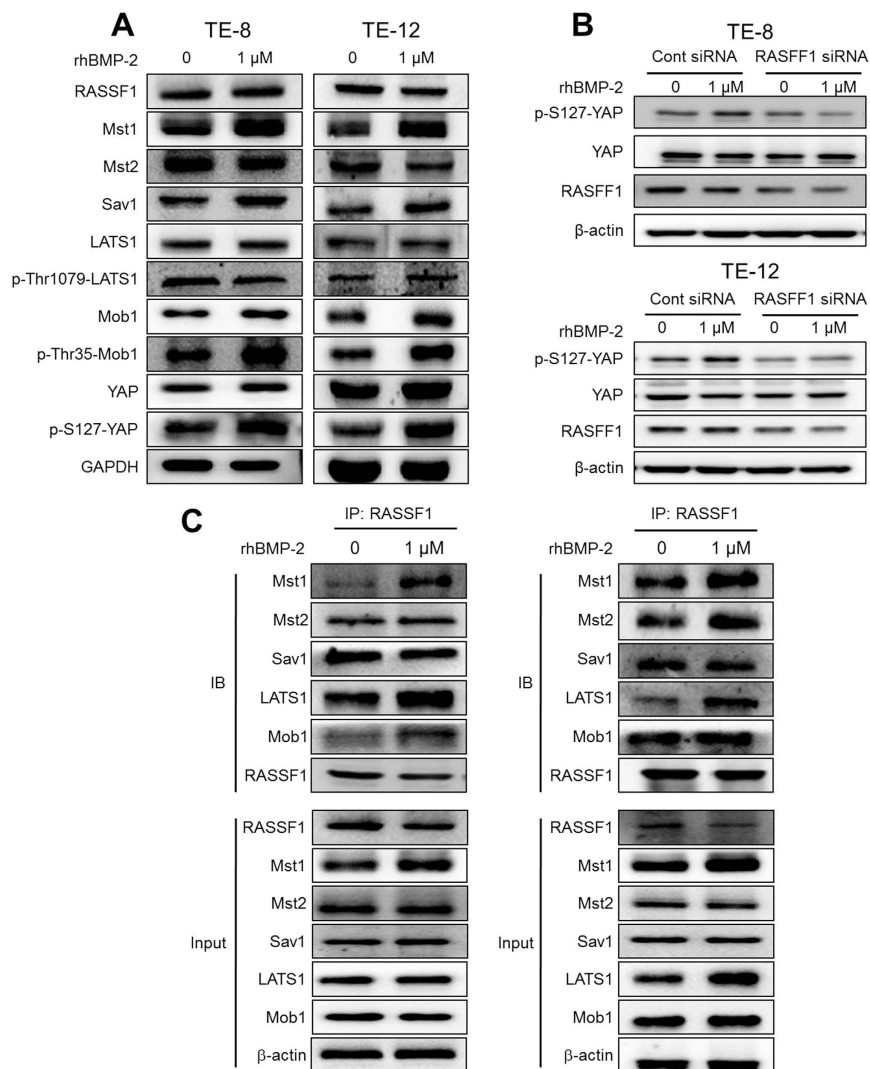 A
TE-8 TE-12
rhBMP-2 0 1 μM 0 1 μM
RASSF1
Mst1
Mst2
Sav1
LATS1
p-Thr1079-LATS1
Mob1
p-Thr35-Mob1
YAP
p-S127-YAP
GAPDH
B
TE-8
Cont siRNA RASFF1 siRNA
rhBMP-2 0 1 μM 0 1 μM
p-S127-YAP
YAP
RASFF1
β-actin
TE-12
Cont siRNA RASFF1 siRNA
rhBMP-2 0 1 μM 0 1 μM
p-S127-YAP
YAP
RASFF1
β-actin
C
IP: RASSF1
rhBMP-2 0 1 μM
IB
Mst1
Mst2
Sav1
LATS1
Mob1
RASSF1
Input
RASSF1
Mst1
Mst2
Sav1
LATS1
Mob1
β-actin
IP: RASSF1
rhBMP-2 0 1 μM
IB
Mst1
Mst2
Sav1
LATS1
Mob1
RASSF1
Input
RASSF1
Mst1
Mst2
Sav1
LATS1
Mob1
β-actin